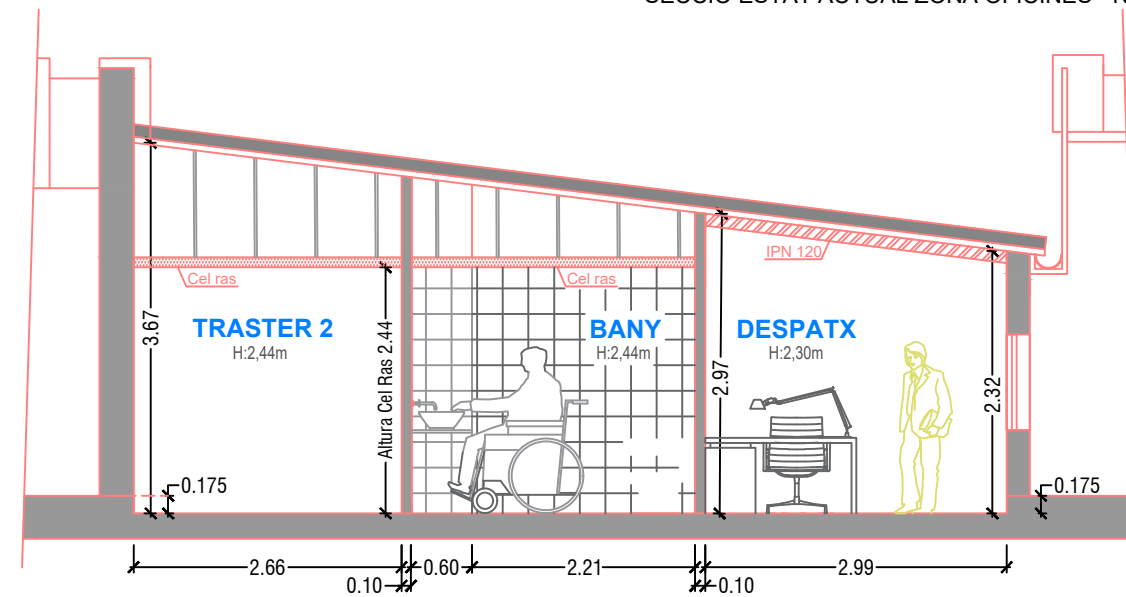 Cel ras
Cel ras
IPN 120
TRASTER 2
H:2,44m
BANY
H:2,44m
DESPATX
H:2,30m
3.67
Altura Cel Ras 2.44
2.97
2.32
0.175
0.175
2.66
0.60
2.21
2.99
0.10
0.10